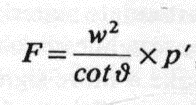 F = w²/cot ϑ × p′